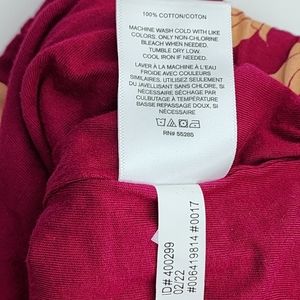 100% COTTON/COTON
MACHINE WASH COLD WITH LIKE
COLORS. ONLY NON-CHLORINE
BLEACH WHEN NEEDED.
TUMBLE DRY LOW.
COOL IRON IF NEEDED.
LAVER À LA MACHINE À L'EAU
FROIDE AVEC COULEURS
SIMILAIRES. UTILISEZ SEULEMENT
DU JAVELLISANT SANS CHLORE, SI
NÉCESSAIRE SÉCHAGE PAR
CULBUTAGE À TEMPÉRATURE
BASSE REPASSAGE DOUX, SI
NÉCESSAIRE.
RN# 55285
ID# 400299
02/22
#006419814 #0017